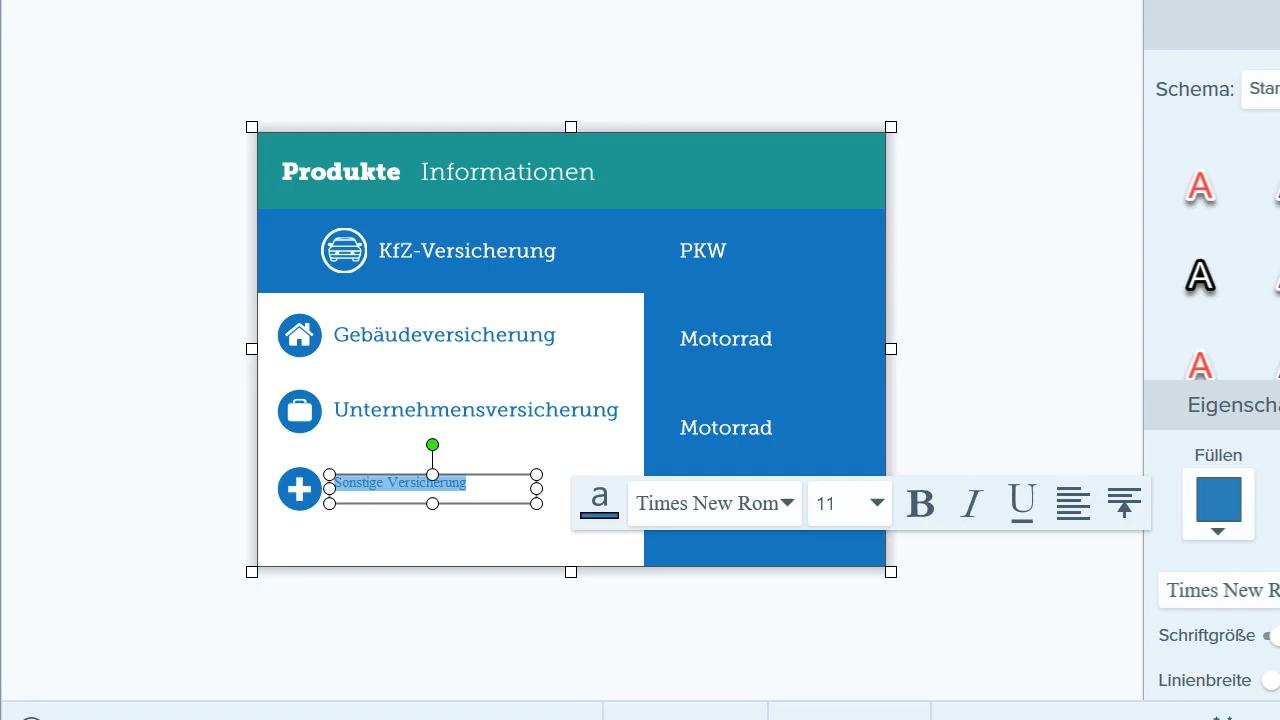 Schema: Star
Produkte Informationen
KfZ-Versicherung PKW
Gebäudeversicherung Motorrad
Unternehmensversicherung Motorrad
Sonstige Versicherung
a Times New Rom 11 B I U
A
A
A
Eigenscha
Füllen
Times New R
Schriftgröße
Linienbreite